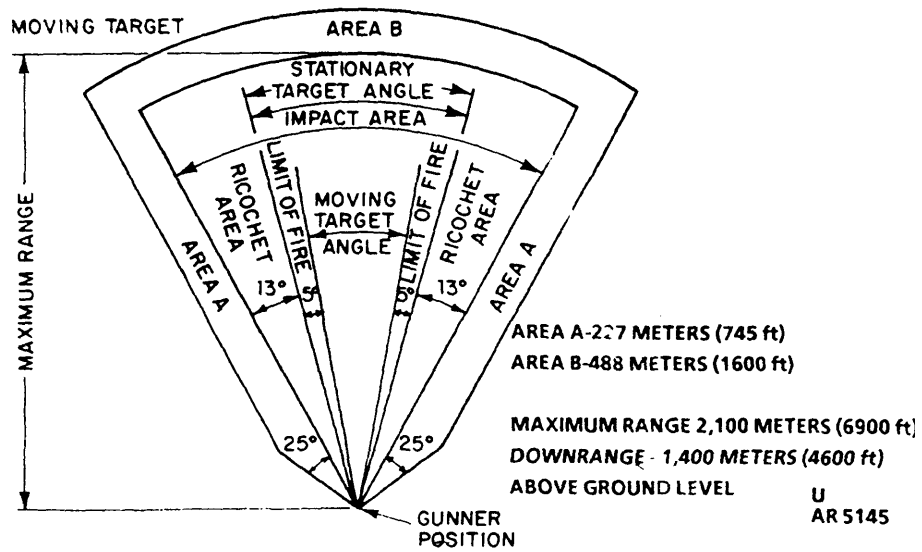 MOVING TARGET
AREA B
STATIONARY
TARGET ANGLE
IMPACT AREA
LIMIT OF FIRE
LIMIT OF FIRE
RICOCHET
AREA
RICOCHET
AREA
MOVING
TARGET
ANGLE
AREA A
AREA A
13°
5°
5°
13°
MAXIMUM RANGE
25°
25°
AREA A-227 METERS (745 ft)
AREA B-488 METERS (1600 ft)
MAXIMUM RANGE 2,100 METERS (6900 ft)
DOWNRANGE - 1,400 METERS (4600 ft)
ABOVE GROUND LEVEL
U
AR 5145
GUNNER
POSITION